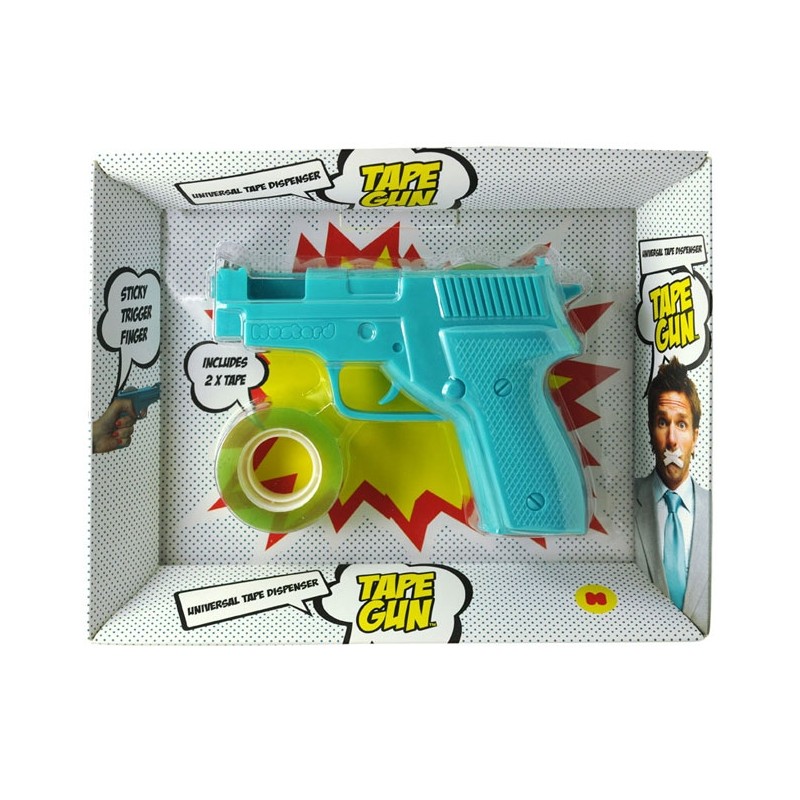 UNIVERSAL TAPE DISPENSER
TAPE
GUN
UNIVERSAL TAPE DISPENSER
TAPE
GUN
STICKY
TRIGGER
FINGER
Mustard
INCLUDES
2 X TAPE
UNIVERSAL TAPE DISPENSER
TAPE
GUN™